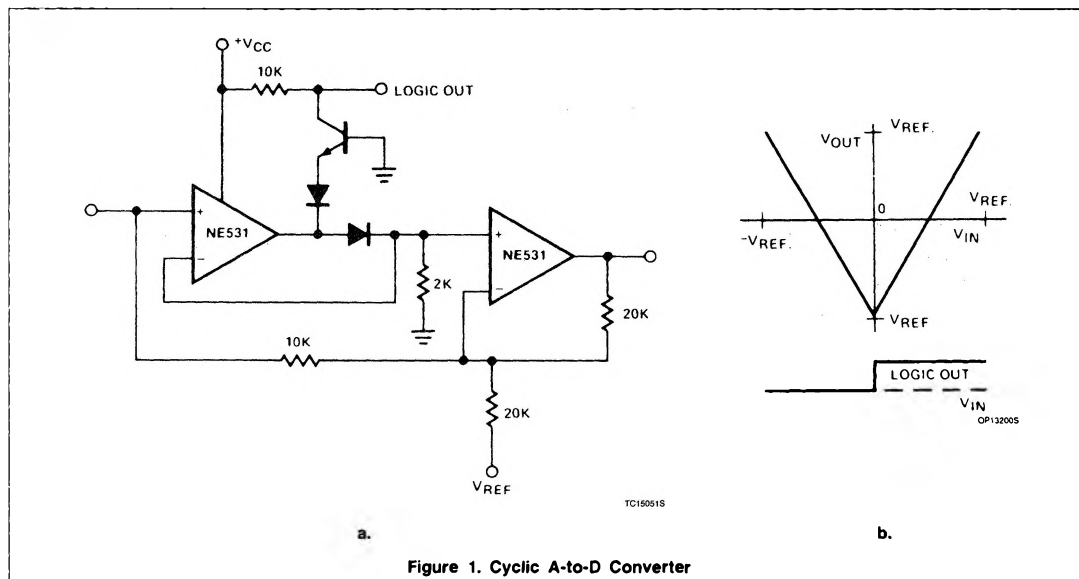 +VCC
10K
LOGIC OUT
+
NE531
−
+
NE531
−
2K
20K
10K
20K
VREF
TC15051S
a.
VOUT
VREF.
0
VREF.
-VREF.
VIN
VREF
LOGIC OUT
VIN
OP13200S
b.
Figure 1. Cyclic A-to-D Converter